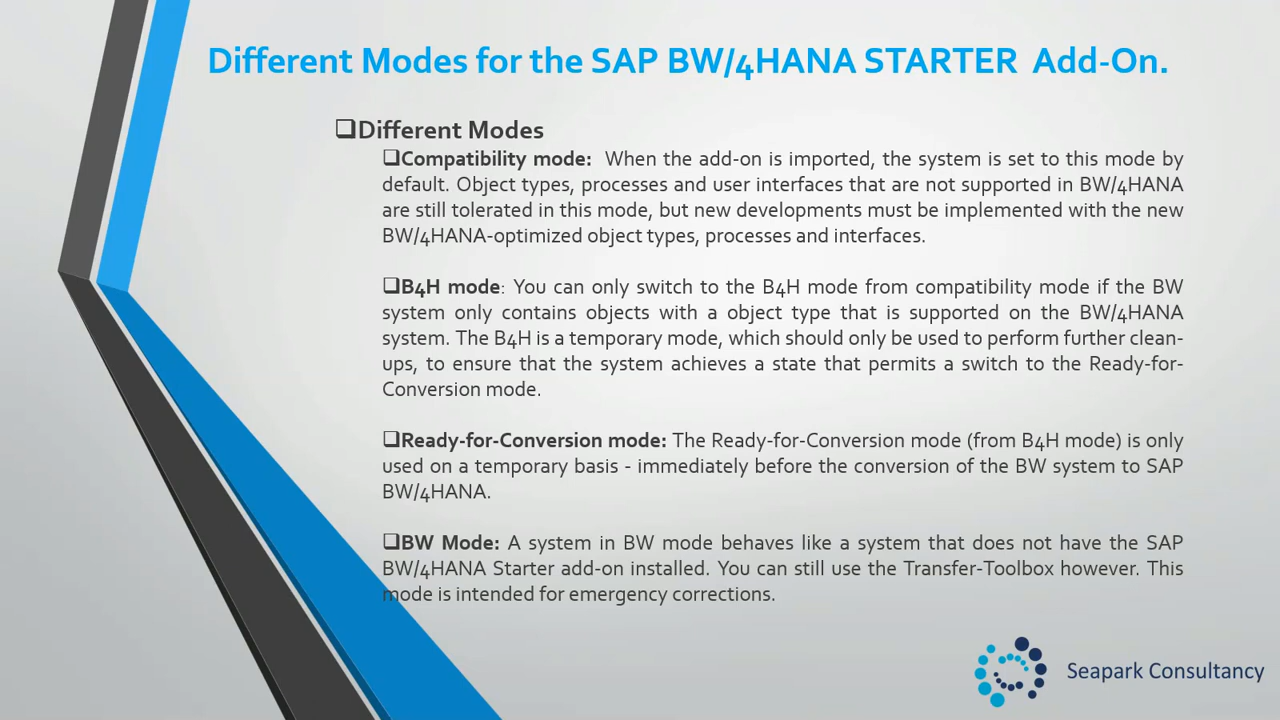 Different Modes for the SAP BW/4HANA STARTER Add-On.
❑Different Modes
❑Compatibility mode: When the add-on is imported, the system is set to this mode by
default. Object types, processes and user interfaces that are not supported in BW/4HANA
are still tolerated in this mode, but new developments must be implemented with the new
BW/4HANA-optimized object types, processes and interfaces.
❑B4H mode: You can only switch to the B4H mode from compatibility mode if the BW
system only contains objects with a object type that is supported on the BW/4HANA
system. The B4H is a temporary mode, which should only be used to perform further clean-
ups, to ensure that the system achieves a state that permits a switch to the Ready-for-
Conversion mode.
❑Ready-for-Conversion mode: The Ready-for-Conversion mode (from B4H mode) is only
used on a temporary basis - immediately before the conversion of the BW system to SAP
BW/4HANA.
❑BW Mode: A system in BW mode behaves like a system that does not have the SAP
BW/4HANA Starter add-on installed. You can still use the Transfer-Toolbox however. This
mode is intended for emergency corrections.
Seapark Consultancy